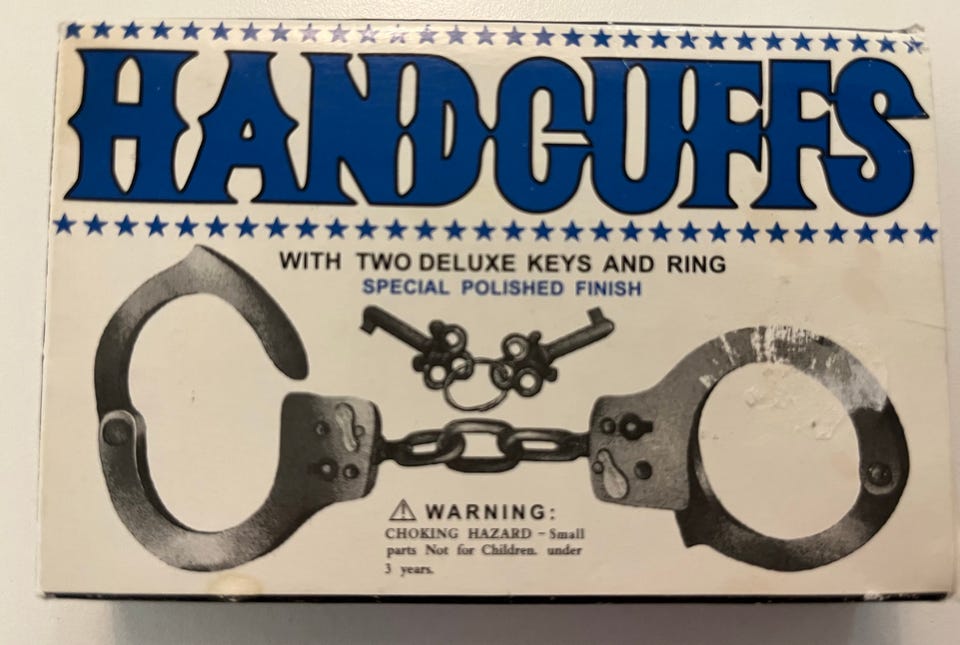 HANDCUFFS
WITH TWO DELUXE KEYS AND RING
SPECIAL POLISHED FINISH
WARNING:
CHOKING HAZARD - Small
parts Not for Children. under
3 years.